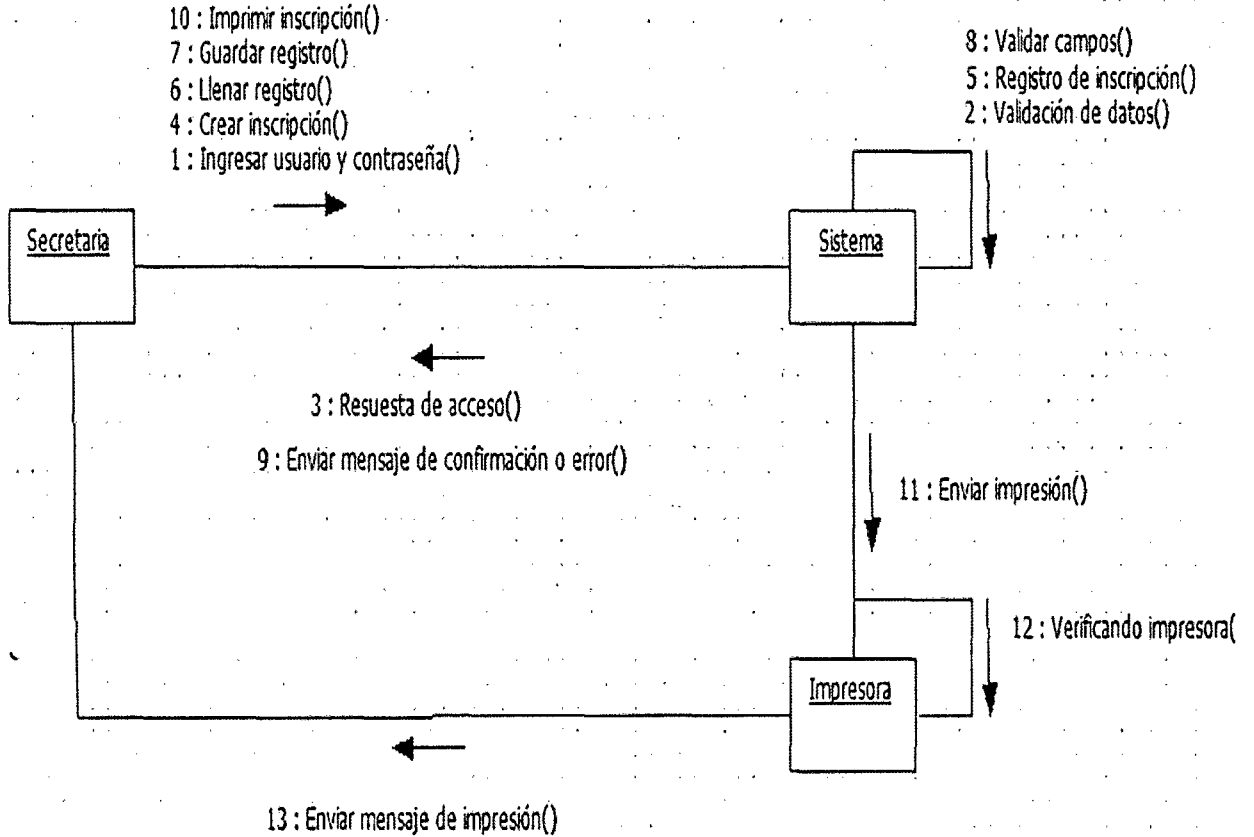 10 : Imprimir inscripción()
7 : Guardar registro()
6 : Llenar registro()
4 : Crear inscripción()
1 : Ingresar usuario y contraseña()
8 : Validar campos()
5 : Registro de inscripción()
2 : Validación de datos()
Secretaria
Sistema
3 : Resuesta de acceso()
9 : Enviar mensaje de confirmación o error()
11 : Enviar impresión()
12 : Verificando impresora(
Impresora
13 : Enviar mensaje de impresión()